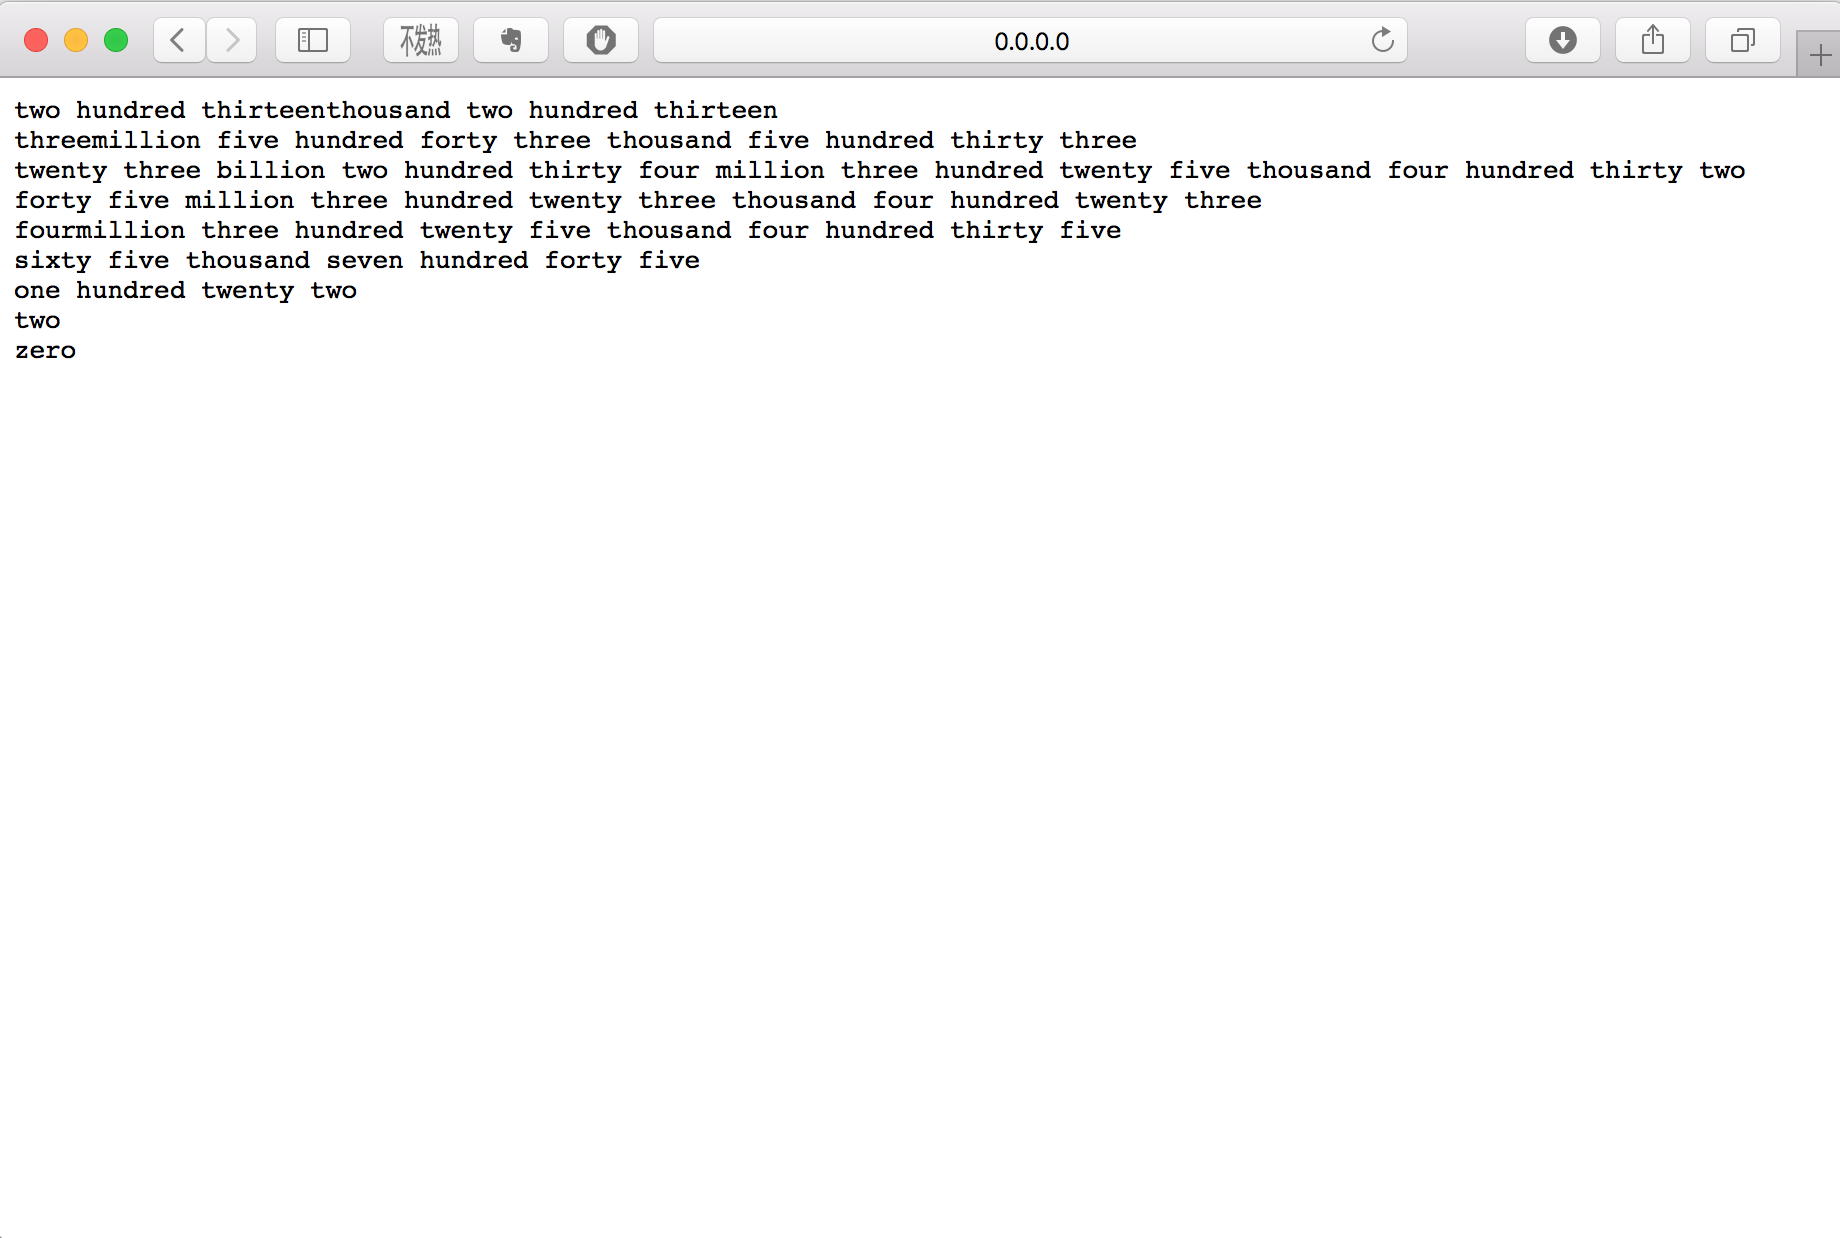 不发热
0.0.0.0
two hundred thirteenthousand two hundred thirteen
threemillion five hundred forty three thousand five hundred thirty three
twenty three billion two hundred thirty four million three hundred twenty five thousand four hundred thirty two
forty five million three hundred twenty three thousand four hundred twenty three
fourmillion three hundred twenty five thousand four hundred thirty five
sixty five thousand seven hundred forty five
one hundred twenty two
two
zero